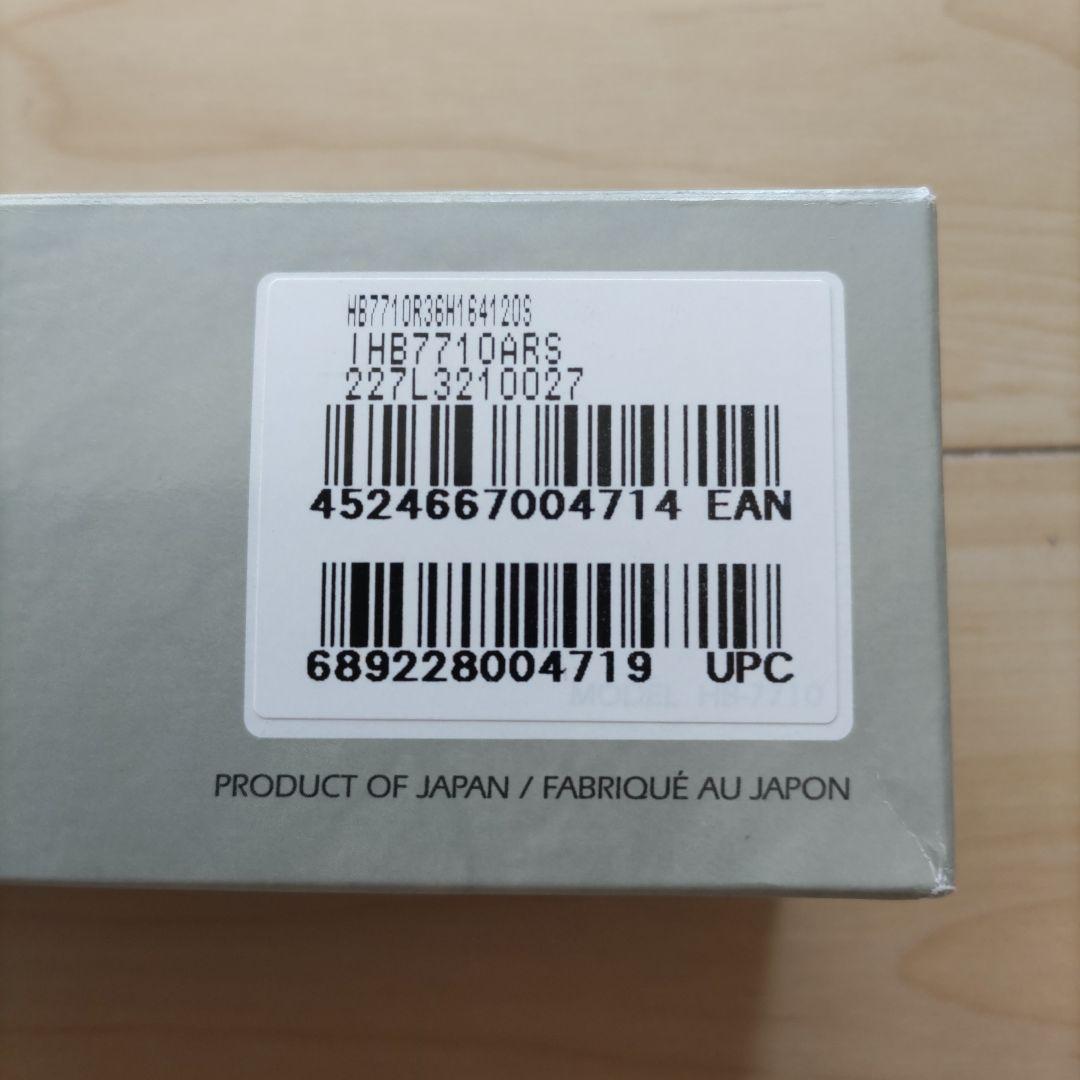 HB7710R36H164120S
IHB7710ARS
227L3210027
4524667004714 EAN
689228004719 UPC
MODEL HB-7710
PRODUCT OF JAPAN / FABRIQUÉ AU JAPON